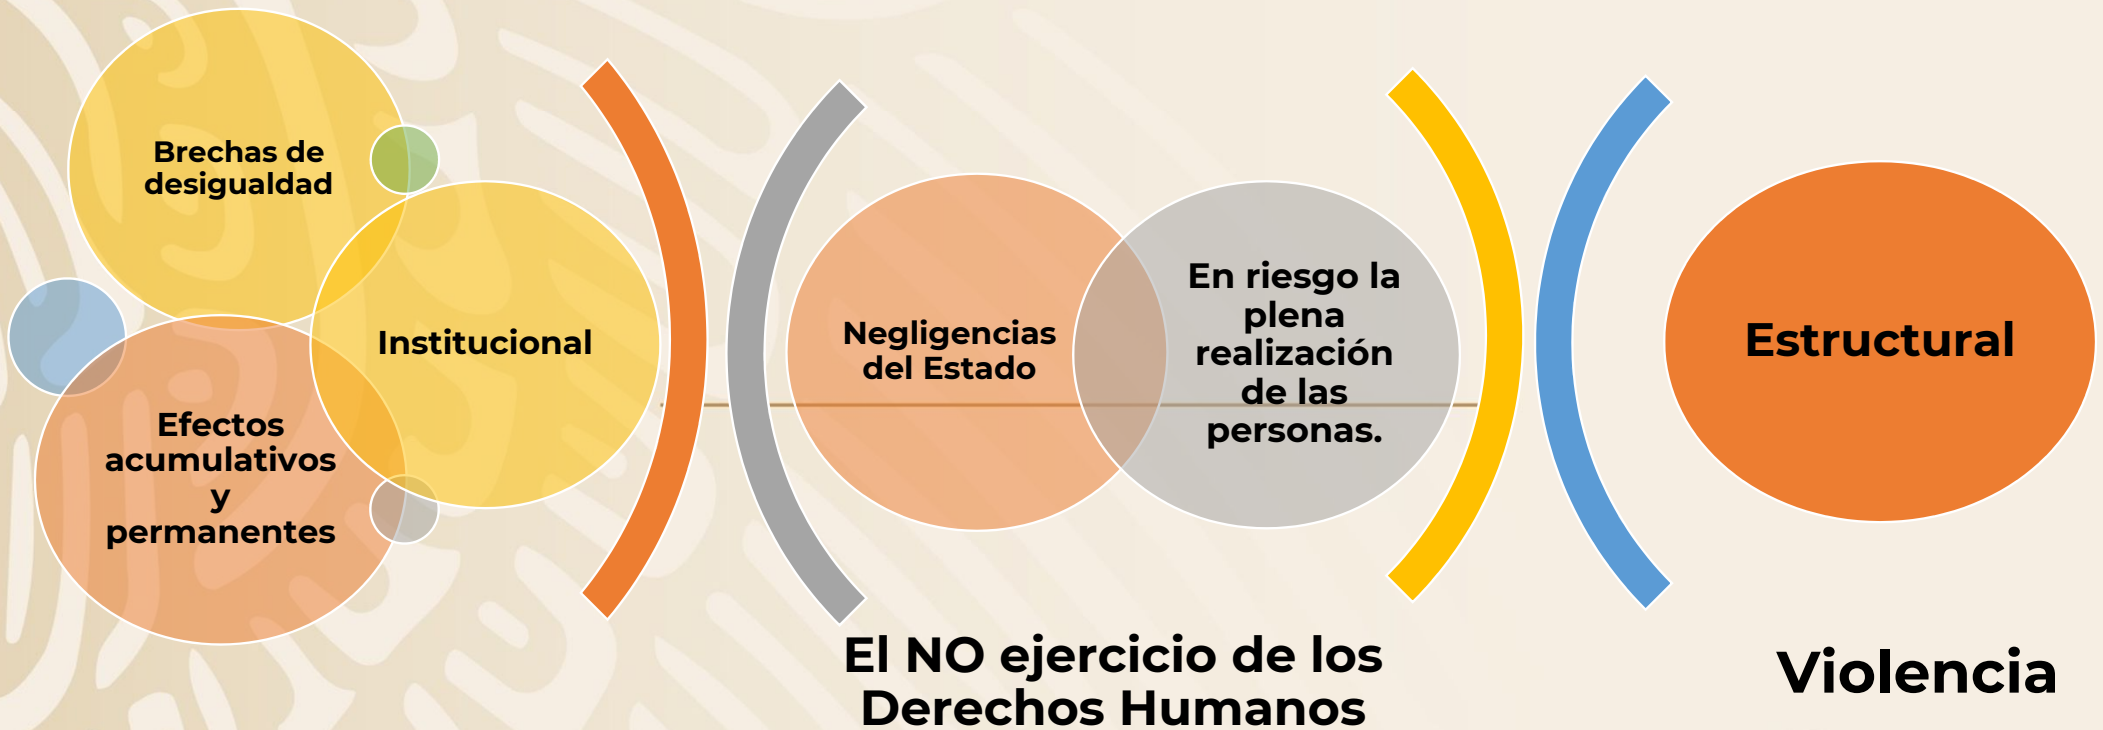 Brechas de
desigualdad
Institucional
Efectos
acumulativos
y
permanentes
Negligencias
del Estado
En riesgo la
plena
realización
de las
personas.
El NO ejercicio de los
Derechos Humanos
Estructural
Violencia